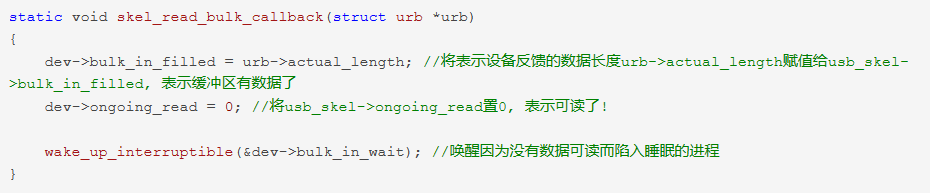 static void skel_read_bulk_callback(struct urb *urb)
{
    dev->bulk_in_filled = urb->actual_length; //将表示设备反馈的数据长度urb->actual_length赋值给usb_skel-
>bulk_in_filled, 表示缓冲区有数据了
    dev->ongoing_read = 0; //将usb_skel->ongoing_read置0, 表示可读了!
    wake_up_interruptible(&dev->bulk_in_wait); //唤醒因为没有数据可读而陷入睡眠的进程
}